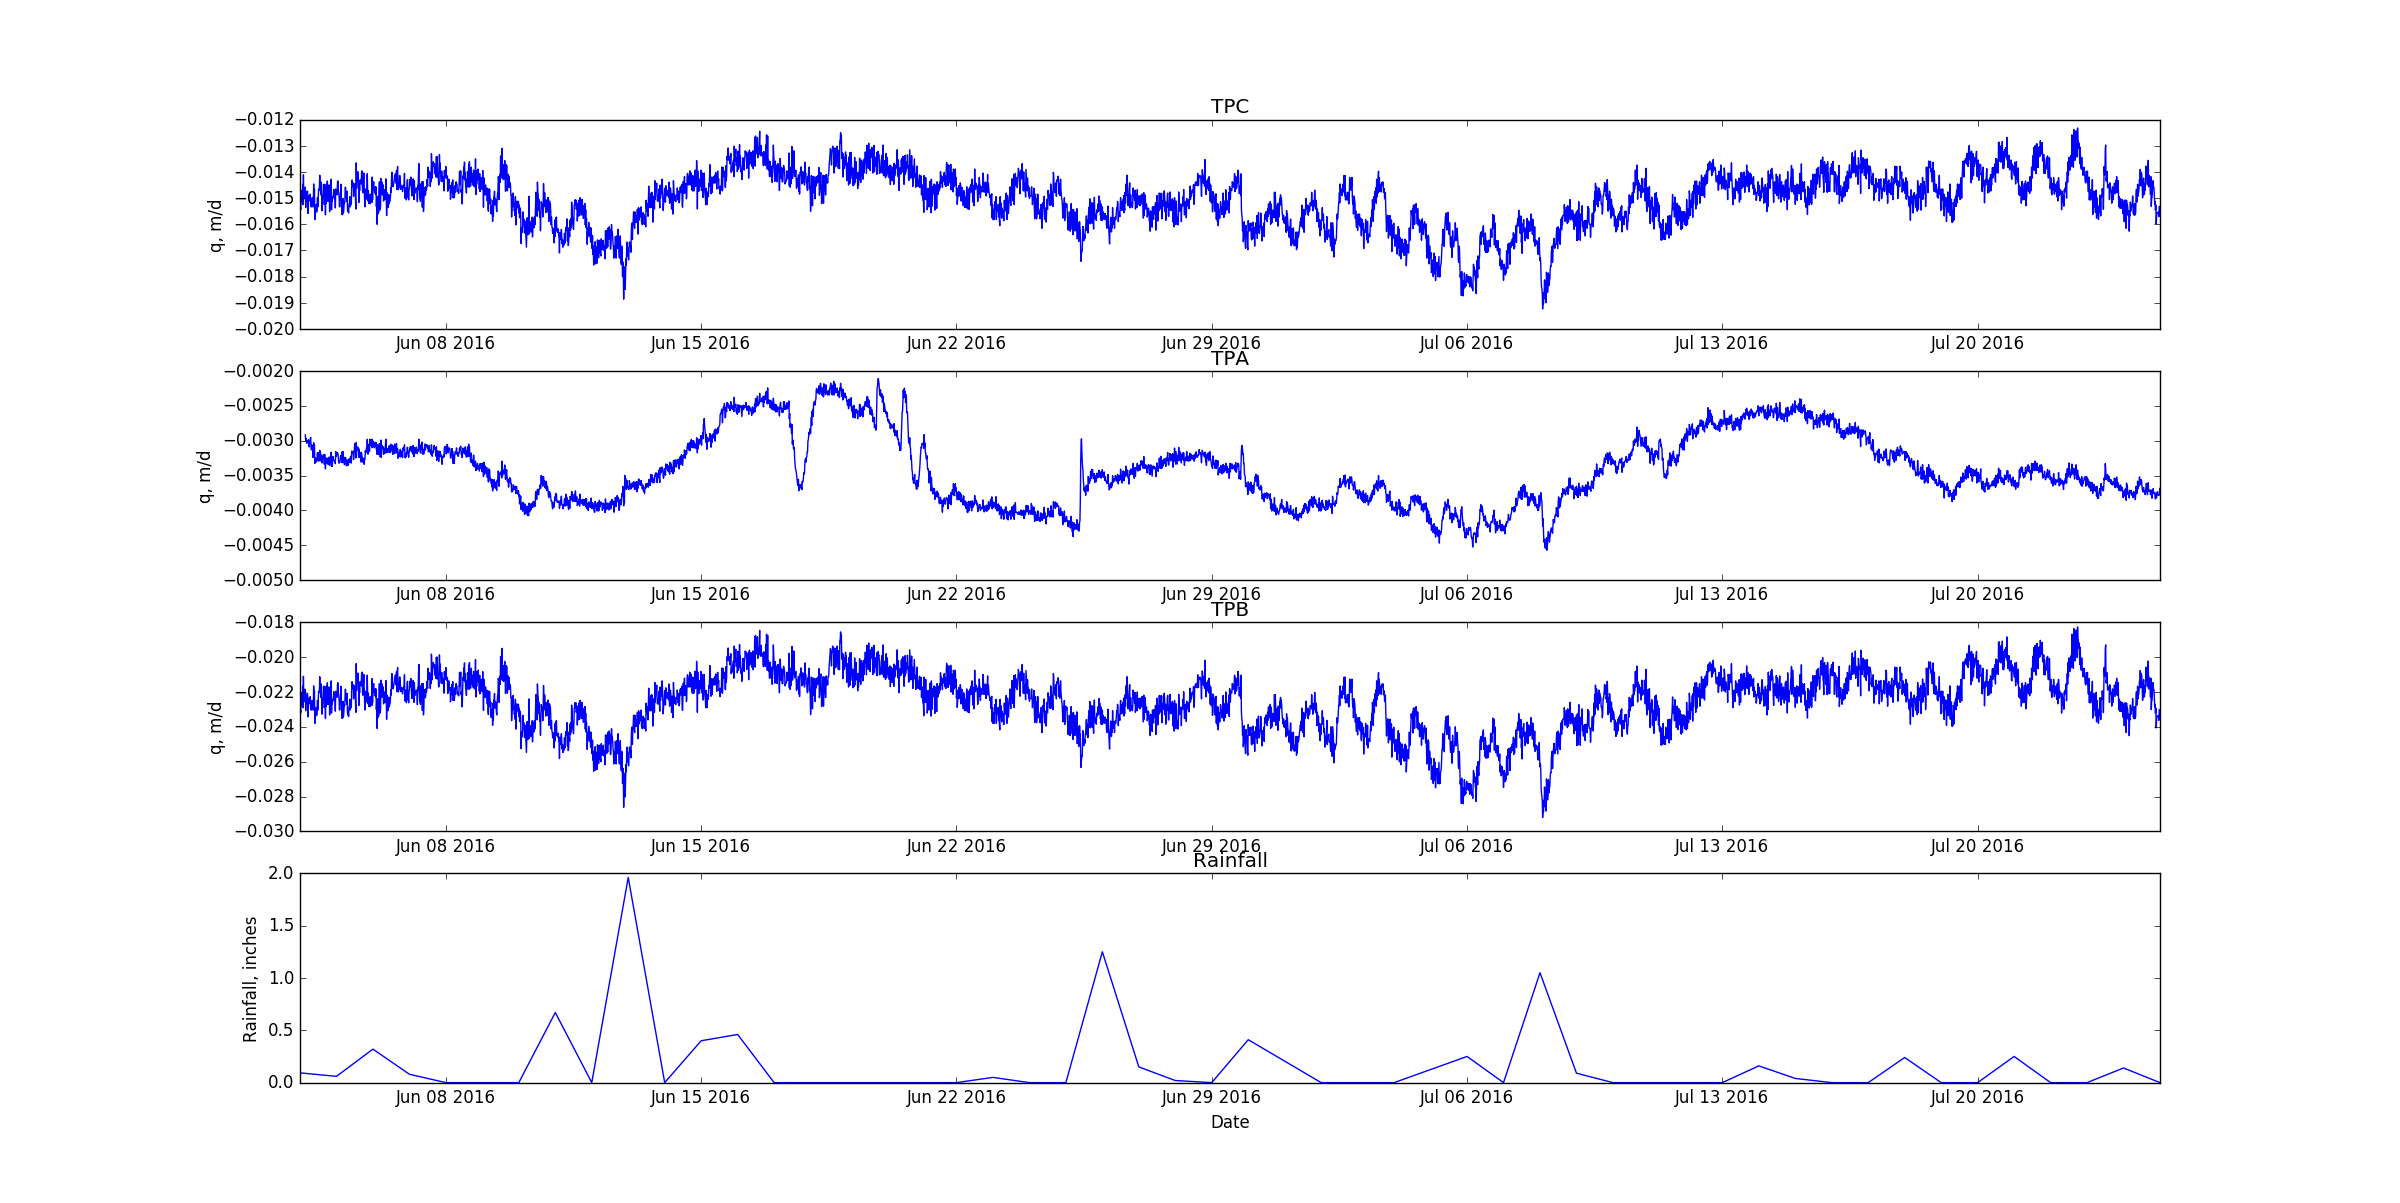 TPC
−0.012
−0.013
−0.014
−0.015
−0.016
−0.017
−0.018
−0.019
−0.020
q, m/d
Jun 08 2016 Jun 15 2016 Jun 22 2016 Jun 29 2016 Jul 06 2016 Jul 13 2016 Jul 20 2016
TPA
−0.0020
−0.0025
−0.0030
−0.0035
−0.0040
−0.0045
−0.0050
q, m/d
Jun 08 2016 Jun 15 2016 Jun 22 2016 Jun 29 2016 Jul 06 2016 Jul 13 2016 Jul 20 2016
TPB
−0.018
−0.020
−0.022
−0.024
−0.026
−0.028
−0.030
q, m/d
Jun 08 2016 Jun 15 2016 Jun 22 2016 Jun 29 2016 Jul 06 2016 Jul 13 2016 Jul 20 2016
Rainfall
2.0
1.5
1.0
0.5
0.0
Rainfall, inches
Jun 08 2016 Jun 15 2016 Jun 22 2016 Jun 29 2016 Jul 06 2016 Jul 13 2016 Jul 20 2016
Date